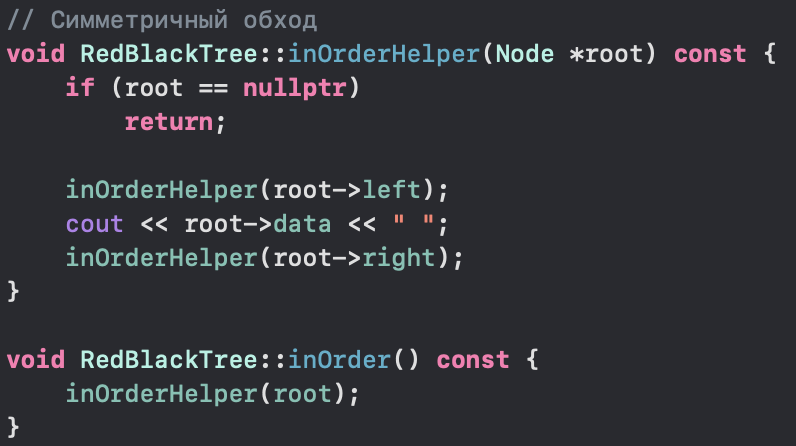 // Симметричный обход
void RedBlackTree::inOrderHelper(Node *root) const {
    if (root == nullptr)
        return;

    inOrderHelper(root->left);
    cout << root->data << " ";
    inOrderHelper(root->right);
}

void RedBlackTree::inOrder() const {
    inOrderHelper(root);
}